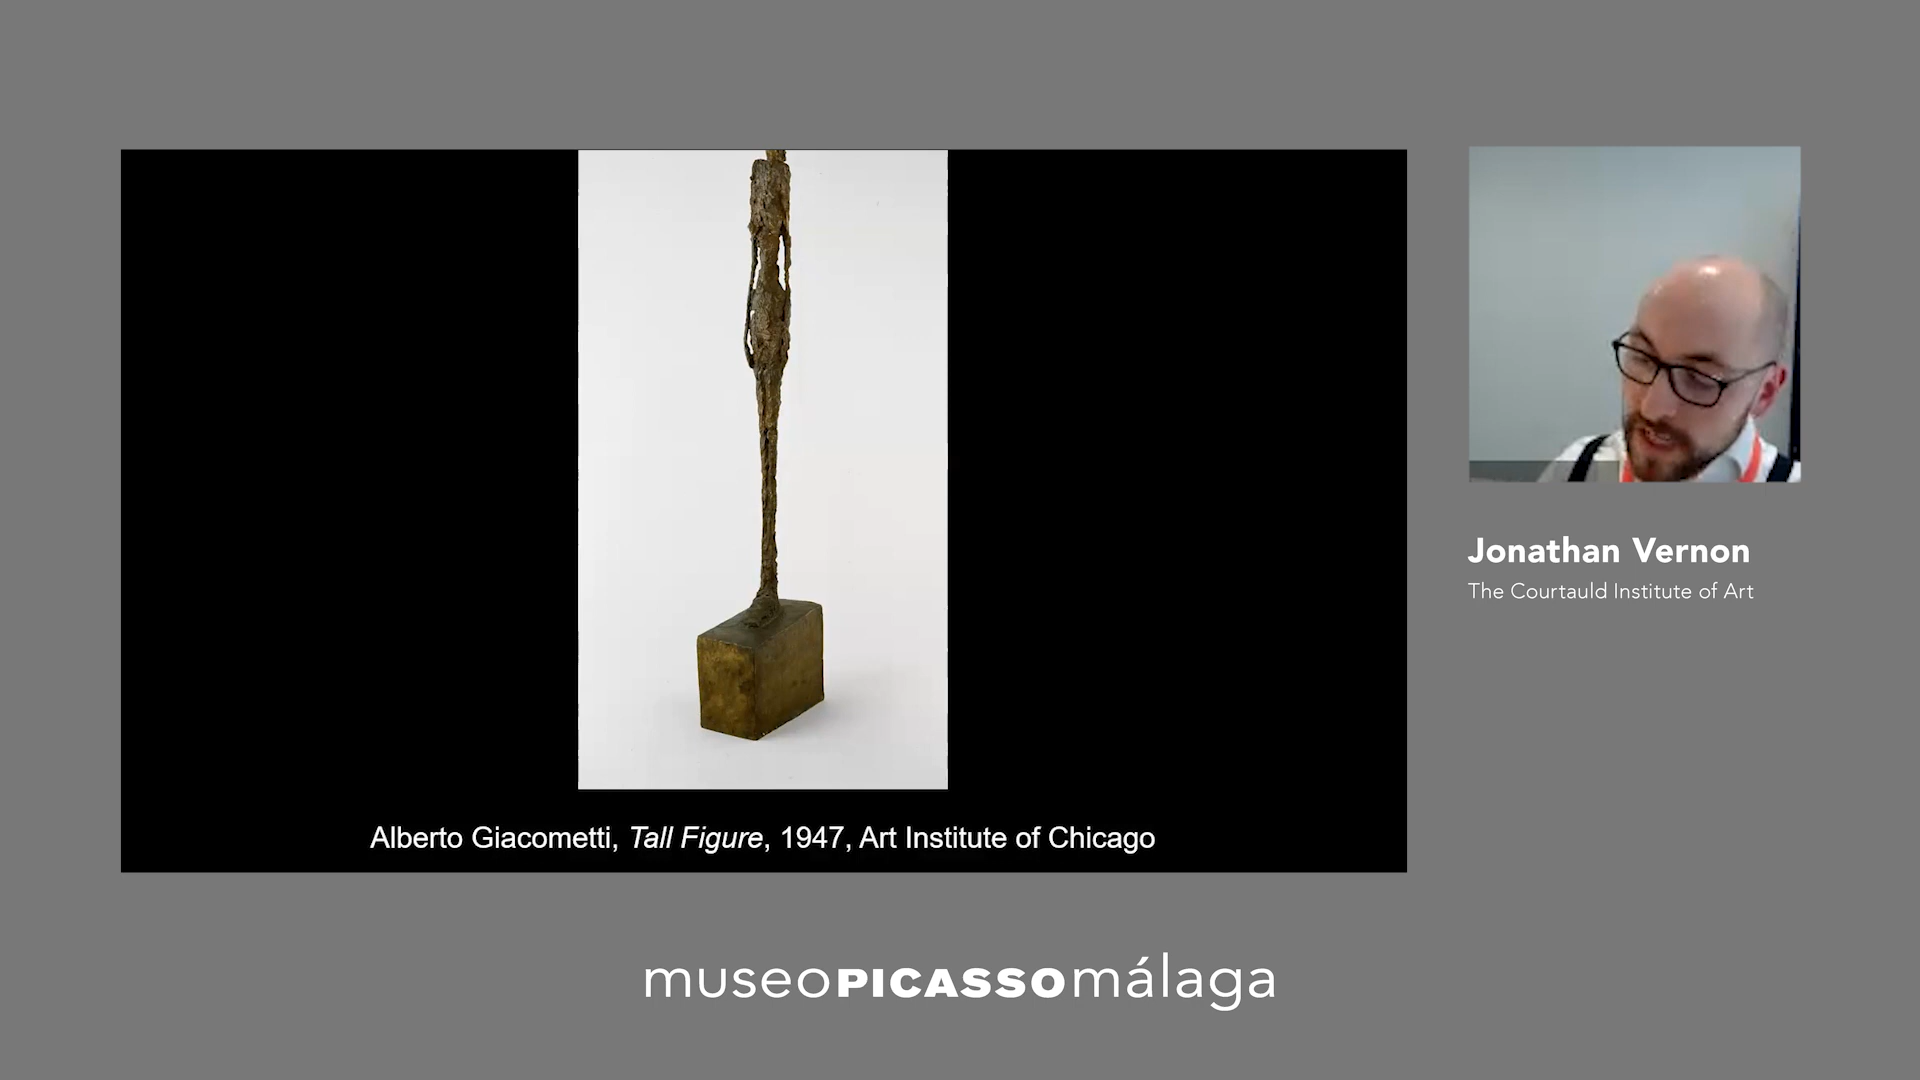 Alberto Giacometti, Tall Figure, 1947, Art Institute of Chicago
Jonathan Vernon
The Courtauld Institute of Art
museoPICASSOmálaga